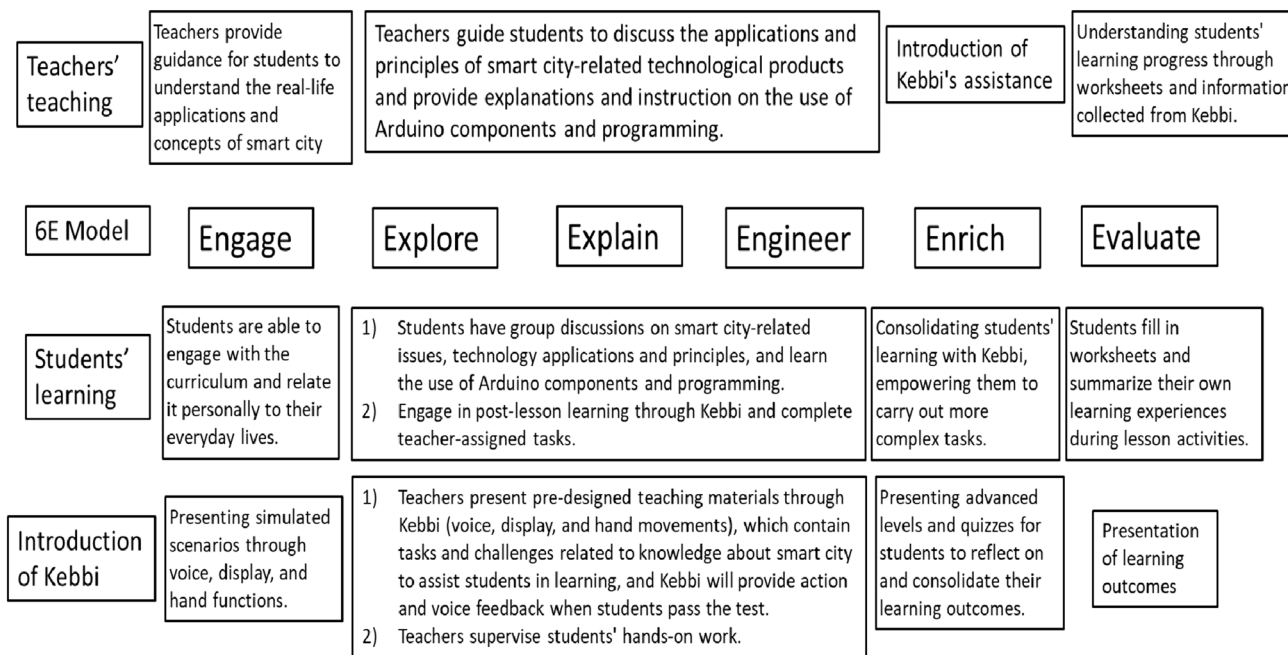 Teachers'
teaching
Teachers provide
guidance for students to
understand the real-life
applications and
concepts of smart city
Teachers guide students to discuss the applications and
principles of smart city-related technological products
and provide explanations and instruction on the use of
Arduino components and programming.
Introduction of
Kebbi's assistance
Understanding students'
learning progress through
worksheets and information
collected from Kebbi.
6E Model
Engage
Explore
Explain
Engineer
Enrich
Evaluate
Students'
learning
Students are able to
engage with the
curriculum and relate
it personally to their
everyday lives.
1) Students have group discussions on smart city-related
issues, technology applications and principles, and learn
the use of Arduino components and programming.
2) Engage in post-lesson learning through Kebbi and complete
teacher-assigned tasks.
Consolidating students'
learning with Kebbi,
empowering them to
carry out more
complex tasks.
Students fill in
worksheets and
summarize their own
learning experiences
during lesson activities.
Introduction
of Kebbi
Presenting simulated
scenarios through
voice, display, and
hand functions.
1) Teachers present pre-designed teaching materials through
Kebbi (voice, display, and hand movements), which contain
tasks and challenges related to knowledge about smart city
to assist students in learning, and Kebbi will provide action
and voice feedback when students pass the test.
2) Teachers supervise students' hands-on work.
Presenting advanced
levels and quizzes for
students to reflect on
and consolidate their
learning outcomes.
Presentation
of learning
outcomes